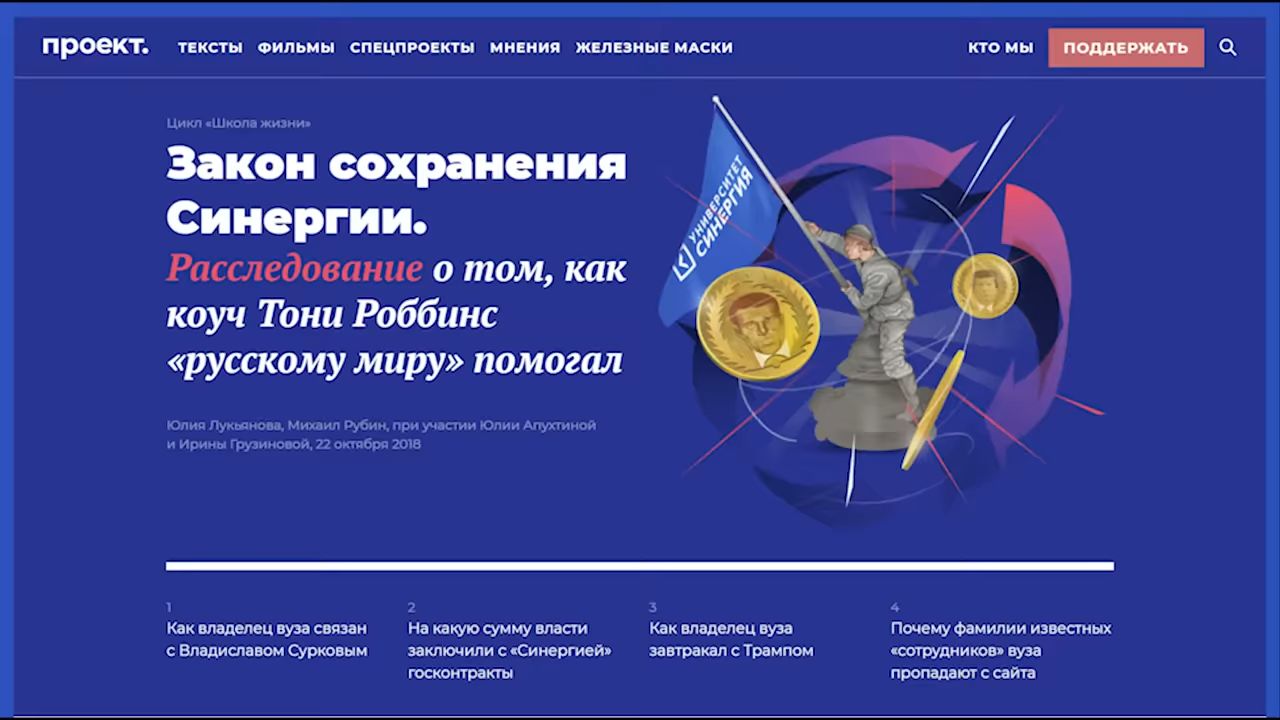 проект.
ТЕКСТЫ ФИЛЬМЫ СПЕЦПРОЕКТЫ МНЕНИЯ ЖЕЛЕЗНЫЕ МАСКИ
КТО МЫ
ПОДДЕРЖАТЬ
Цикл «Школа жизни»
Закон сохранения
Синергии.
Расследование о том, как
коуч Тони Роббинс
«русскому миру» помогал
Юлия Лукьянова, Михаил Рубин, при участии Юлии Апухтиной
и Ирины Грузиновой, 22 октября 2018
УНИВЕРСИТЕТ
СИНЕРГИЯ
1
Как владелец вуза связан
с Владиславом Сурковым
2
На какую сумму власти
заключили с «Синергией»
госконтракты
3
Как владелец вуза
завтракал с Трампом
4
Почему фамилии известных
«сотрудников» вуза
пропадают с сайта